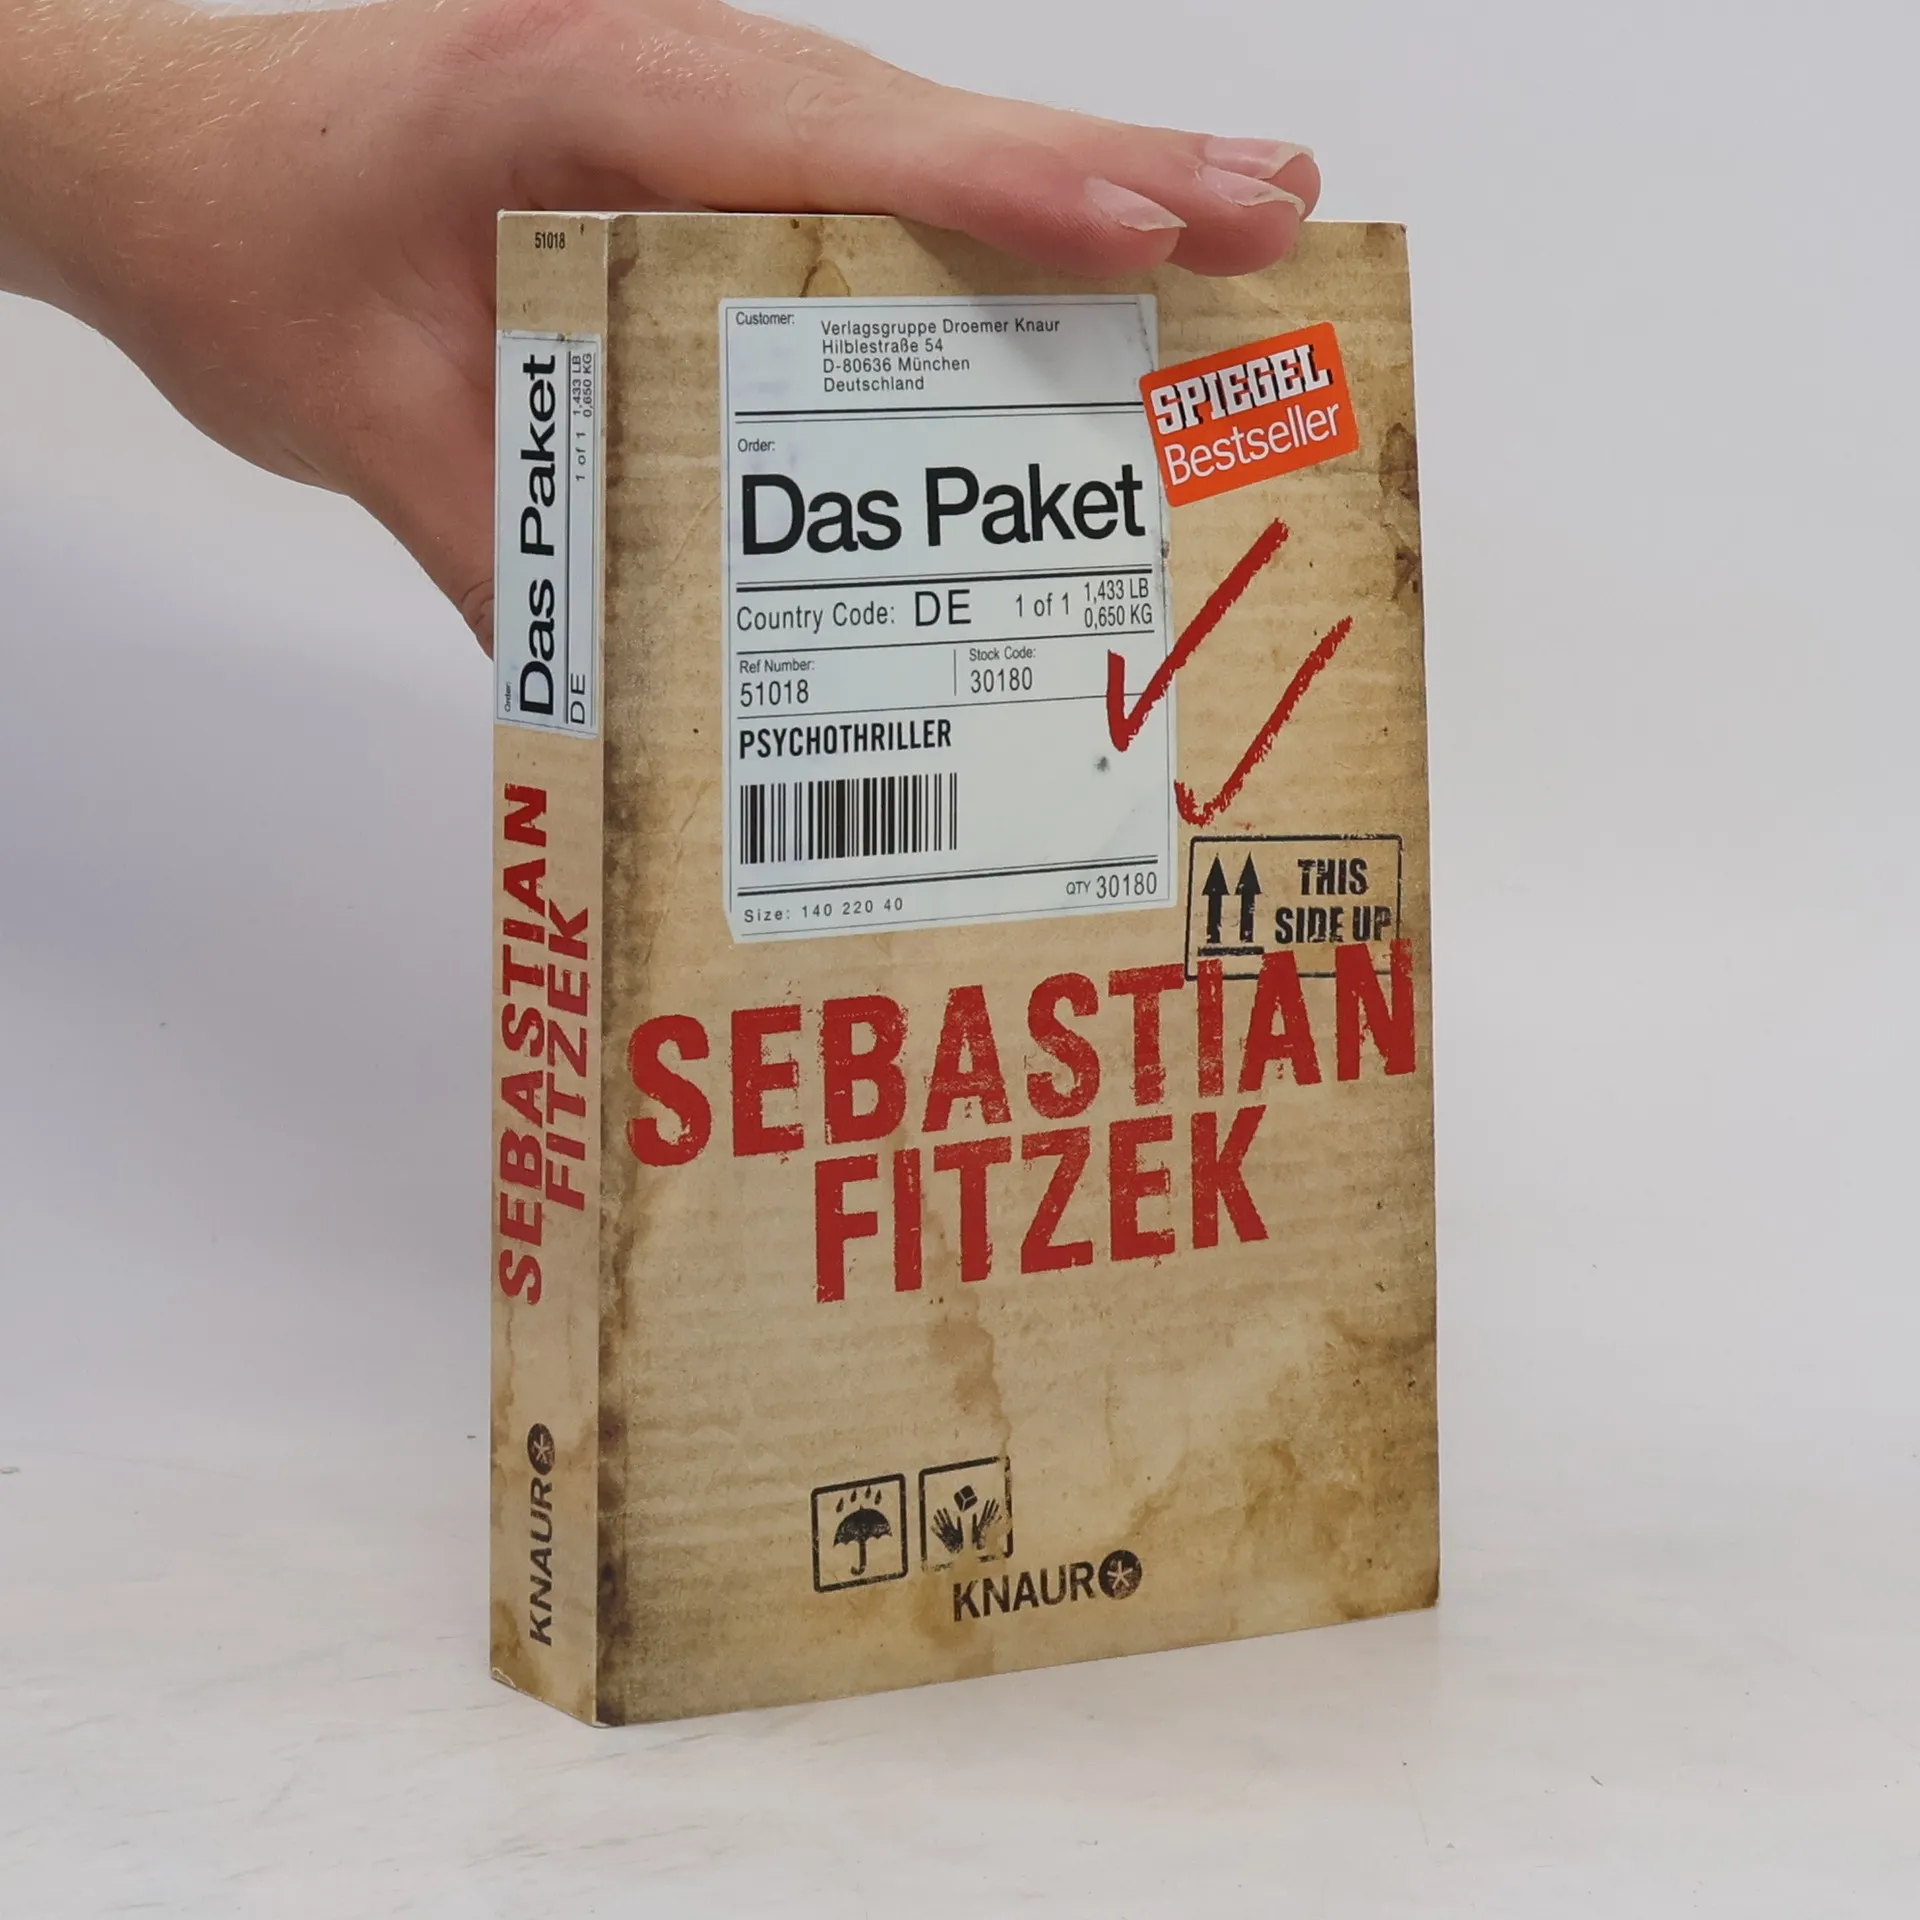 51018
Order:
Das Paket
DE
1 of 1
1,433 LB
0,650 KG
SEBASTIAN
FITZEK
KNAUR
Customer:
Verlagsgruppe Droemer Knaur
Hilblestraße 54
D-80636 München
Deutschland
SPIEGEL
Bestseller
Order:
Das Paket
Country Code: DE
1 of 1
1,433 LB
0,650 KG
Ref Number:
51018
Stock Code:
30180
PSYCHOTHRILLER
QTY 30180
Size: 140 220 40
THIS
SIDE UP
SEBASTIAN
FITZEK
KNAUR